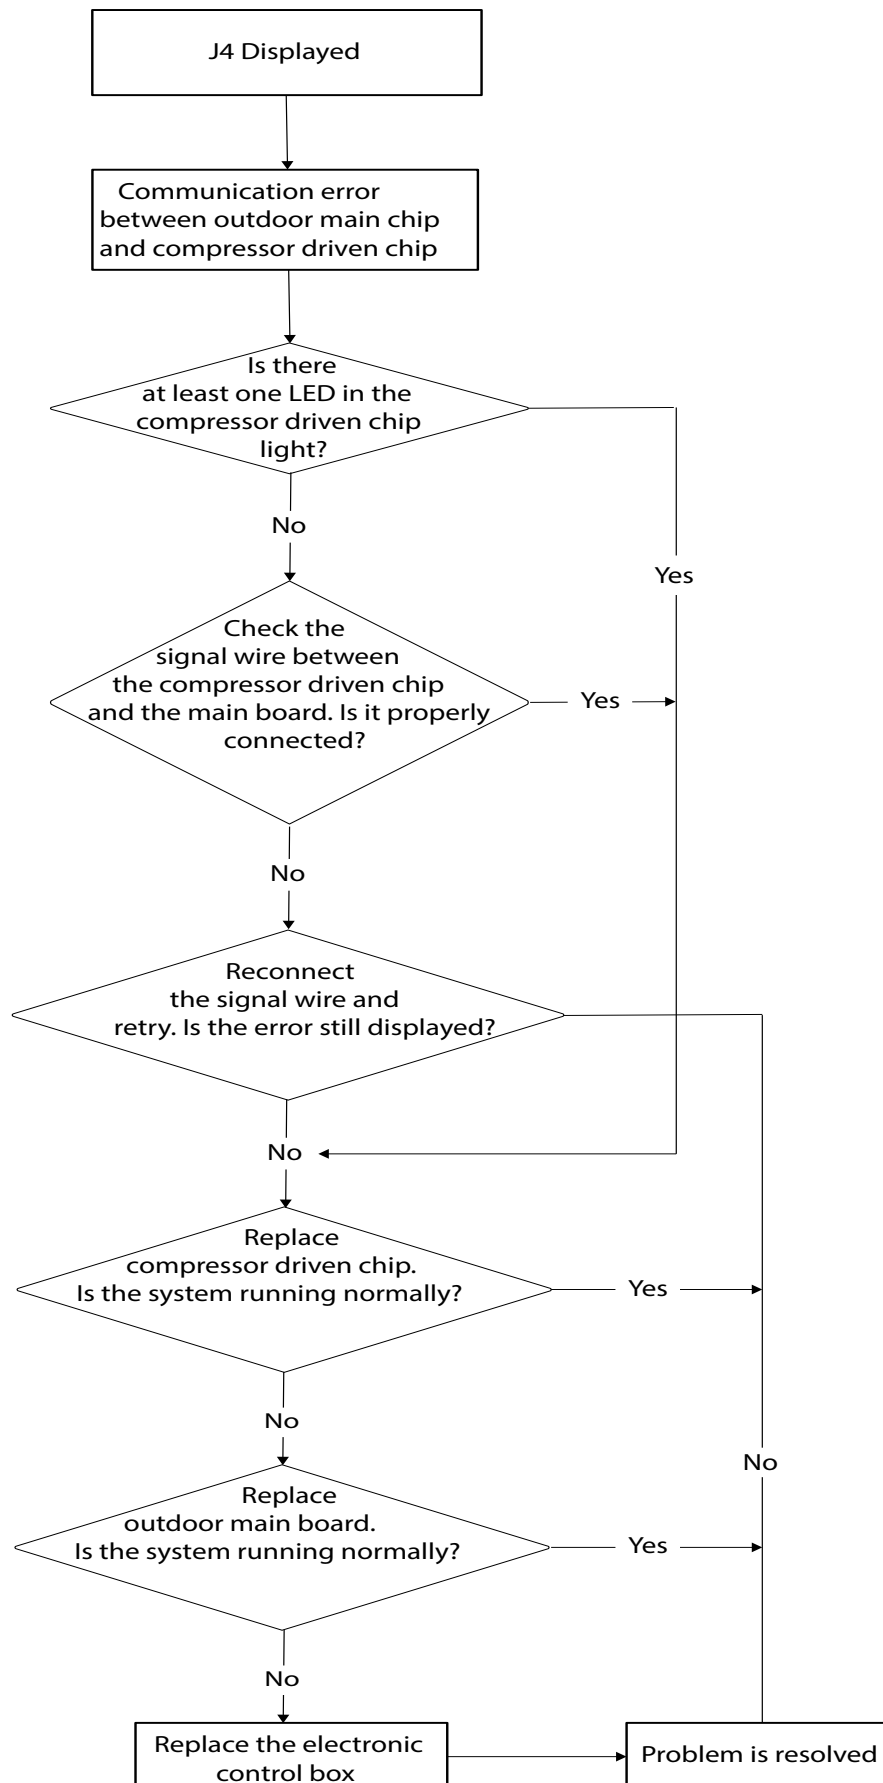 J4 Displayed
Communication error
between outdoor main chip
and compressor driven chip
Is there
at least one LED in the
compressor driven chip
light?
No
Yes
Check the
signal wire between
the compressor driven chip
and the main board. Is it properly
connected?
Yes
No
Reconnect
the signal wire and
retry. Is the error still displayed?
No
Replace
compressor driven chip.
Is the system running normally?
Yes
No
No
Replace
outdoor main board.
Is the system running normally?
Yes
No
Replace the electronic
control box
Problem is resolved